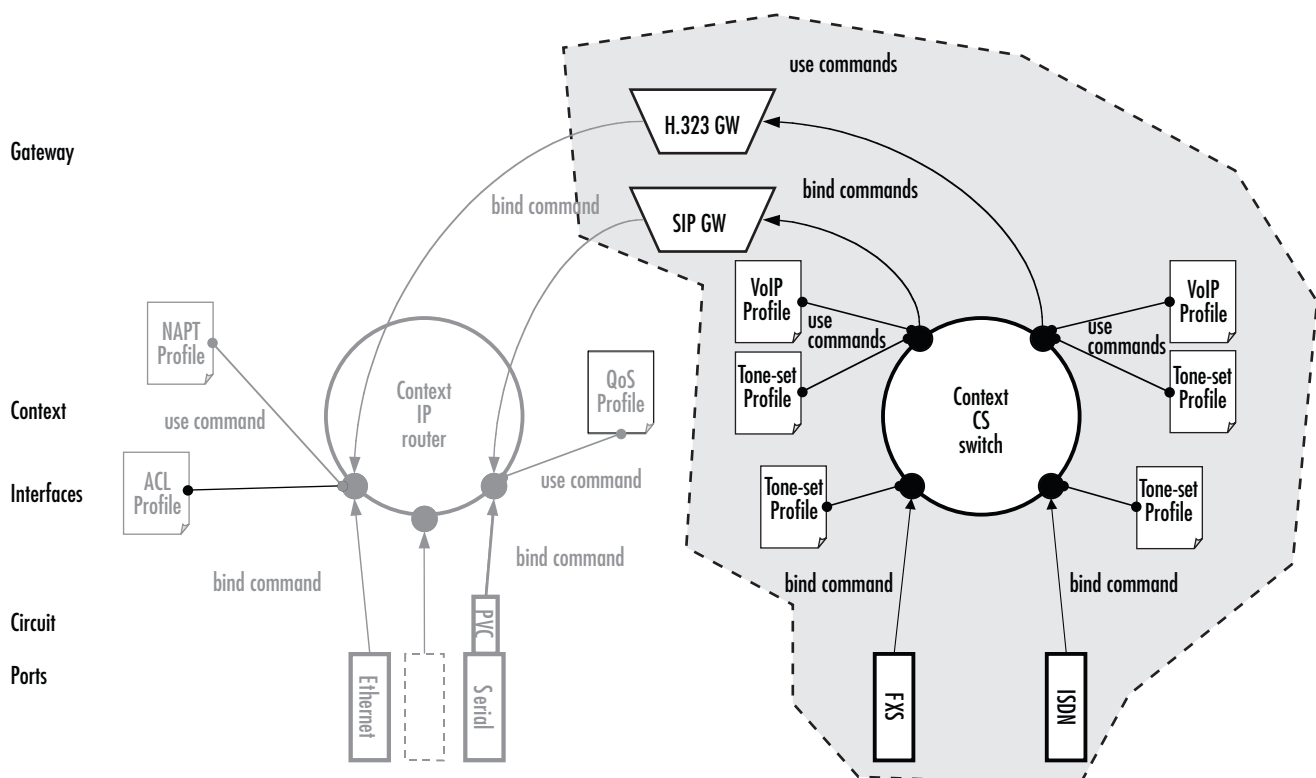 use commands
H.323 GW
Gateway
bind commands
bind command
SIP GW
VoIP
Profile
VoIP
Profile
NAPT
Profile
use
commands
use
commands
QoS
Profile
Tone-set
Profile
Tone-set
Profile
Context
Context
IP
router
Context
CS
switch
use command
ACL
Profile
Interfaces
use command
Tone-set
Profile
Tone-set
Profile
bind command
bind command
bind command
bind command
Circuit
PVC
Ports
Ethernet
Serial
FXS
ISDN